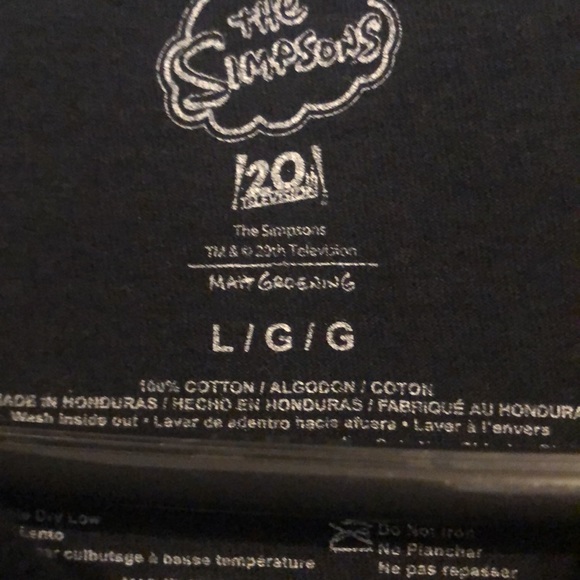 THE
SIMPSONS
20th
TELEVISION
The Simpsons
TM & © 20th Television
MATT GROENING
L / G / G
100% COTTON / ALGODON / COTON
MADE IN HONDURAS / HECHO EN HONDURAS / FABRIQUÉ AU HONDURA
Wash inside out • Lavar de adentro hacia afuera • Laver à l'envers
Dry Low
Lento
culbutage à basse température
Do Not Iron
No Planchar
Ne pas repasser